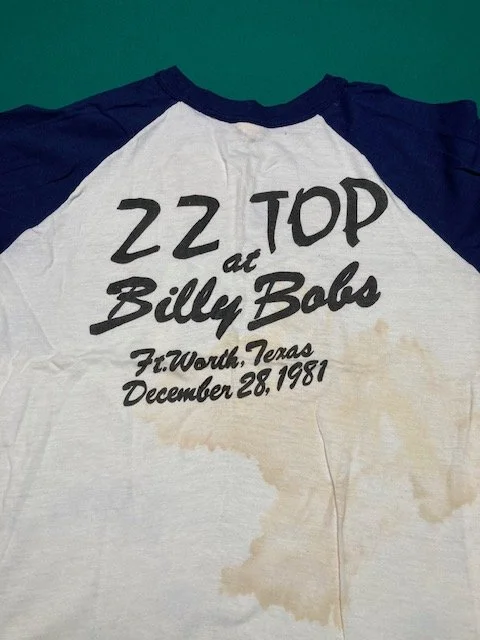 ZZ TOP
at
Billy Bobs
Ft. Worth, Texas
December 28, 1981